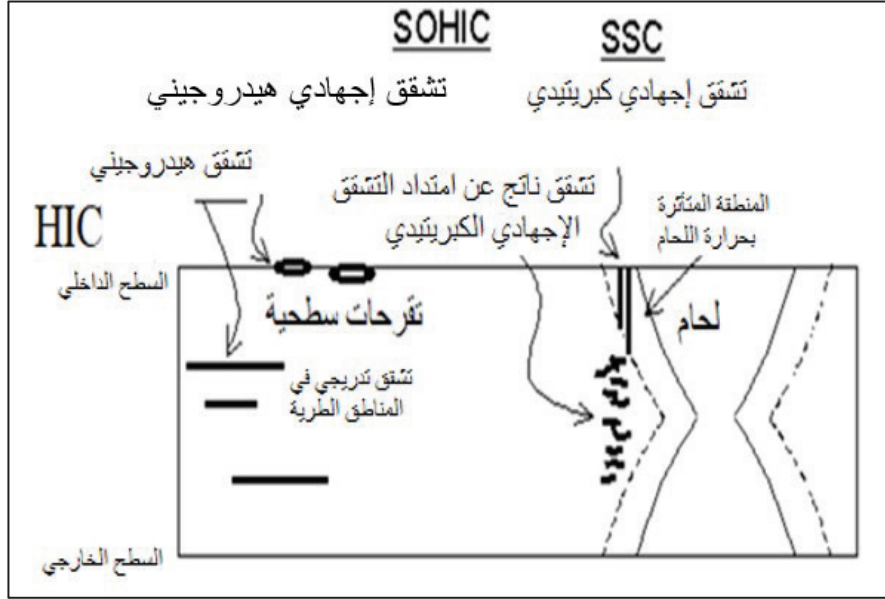 SOHIC
SSC
تشقق إجهادي هيدروجيني
تشقق إجهادي كبريتيدي
تشقق هيدروجيني
HIC
تشقق ناتج عن امتداد التشقق
الإجهادي الكبريتيدي
المنطقة المتأثرة
بحرارة اللحام
السطح الداخلي
تقرحات سطحية
لحام
تشقق تدريجي في
المناطق الطرية
السطح الخارجي